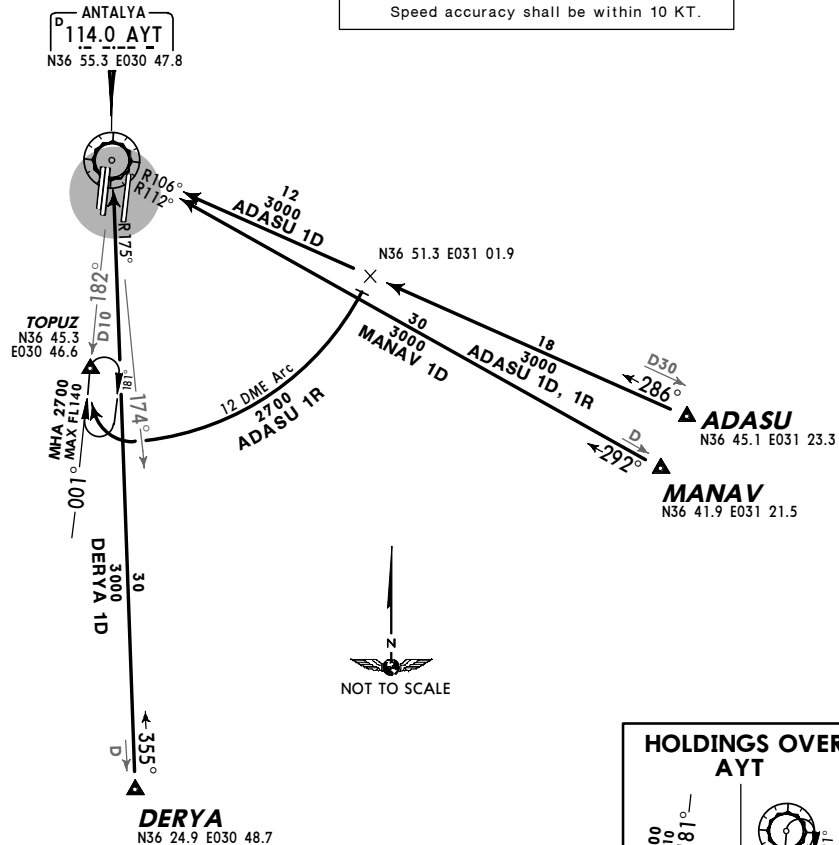 Speed accuracy shall be within 10 KT.
ANTALYA
D
114.0 AYT
N36 55.3 E030 47.8
R106°
R112°
R175°
12
3000
ADASU 1D
N36 51.3 E031 01.9
30
3000
MANAV 1D
18
3000
ADASU 1D, 1R
D30
286°
ADASU
N36 45.1 E031 23.3
D
292°
MANAV
N36 41.9 E031 21.5
182°
D10
TOPUZ
N36 45.3
E030 46.6
181°
174°
12 DME Arc
2700
ADASU 1R
MHA 2700
MAX FL140
001°
30
3000
DERYA 1D
N
NOT TO SCALE
D
355°
DERYA
N36 24.9 E030 48.7
HOLDINGS OVER
AYT
81°